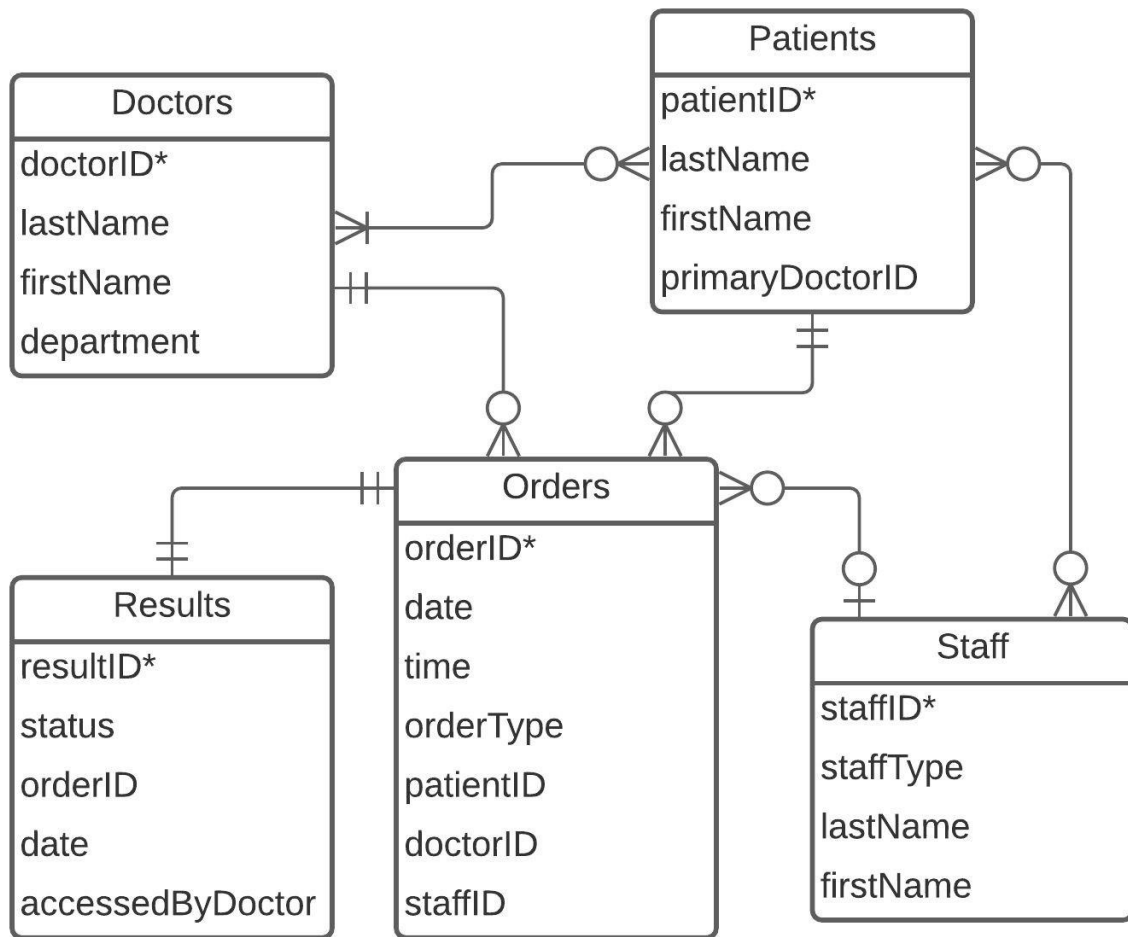 Doctors
doctorID*
lastName
firstName
department
Patients
patientID*
lastName
firstName
primaryDoctorID
Orders
orderID*
date
time
orderType
patientID
doctorID
staffID
Results
resultID*
status
orderID
date
accessedByDoctor
Staff
staffID*
staffType
lastName
firstName